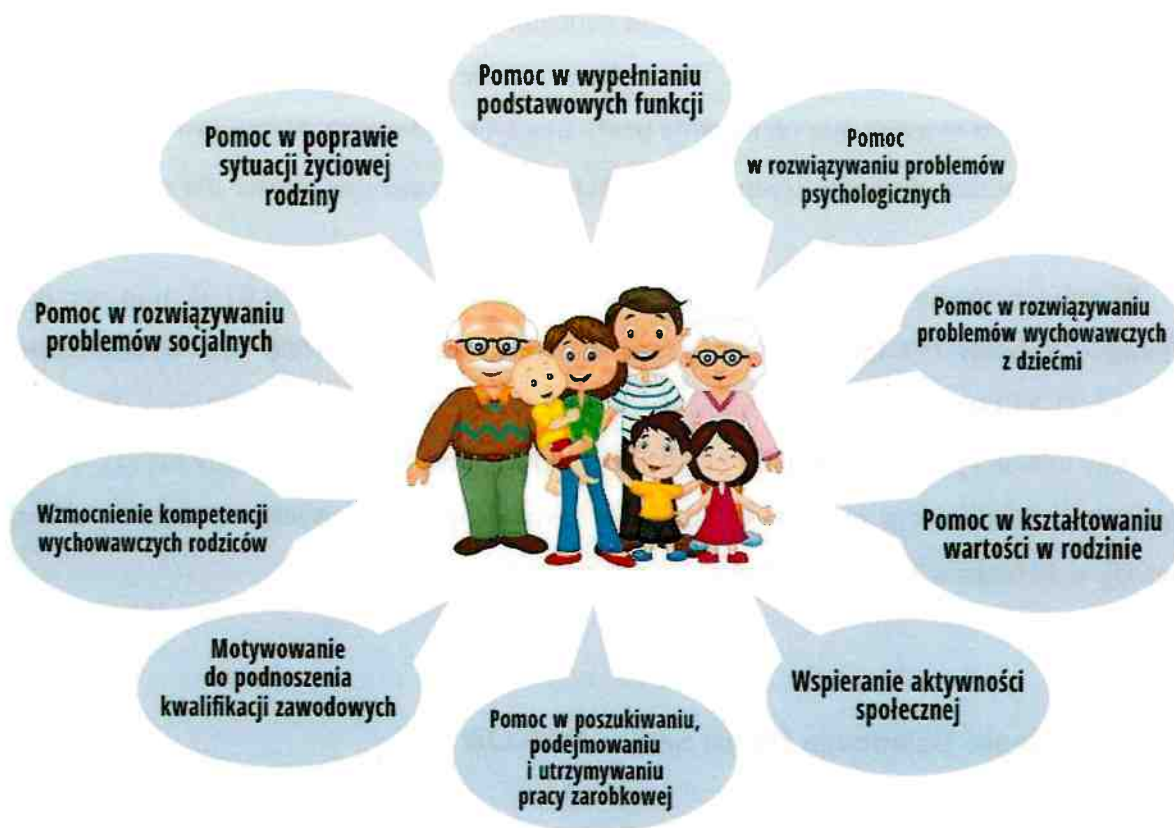 Pomoc w wypełnianiu
podstawowych funkcji
Pomoc
w rozwiązywaniu problemów
psychologicznych
Pomoc w rozwiązywaniu
problemów wychowawczych
z dziećmi
Pomoc w kształtowaniu
wartości w rodzinie
Wspieranie aktywności
społecznej
Pomoc w poszukiwaniu,
podejmowaniu
i utrzymywaniu
pracy zarobkowej
Motywowanie
do podnoszenia
kwalifikacji zawodowych
Wzmocnienie kompetencji
wychowawczych rodziców
Pomoc w rozwiązywaniu
problemów socjalnych
Pomoc w poprawie
sytuacji życiowej
rodziny